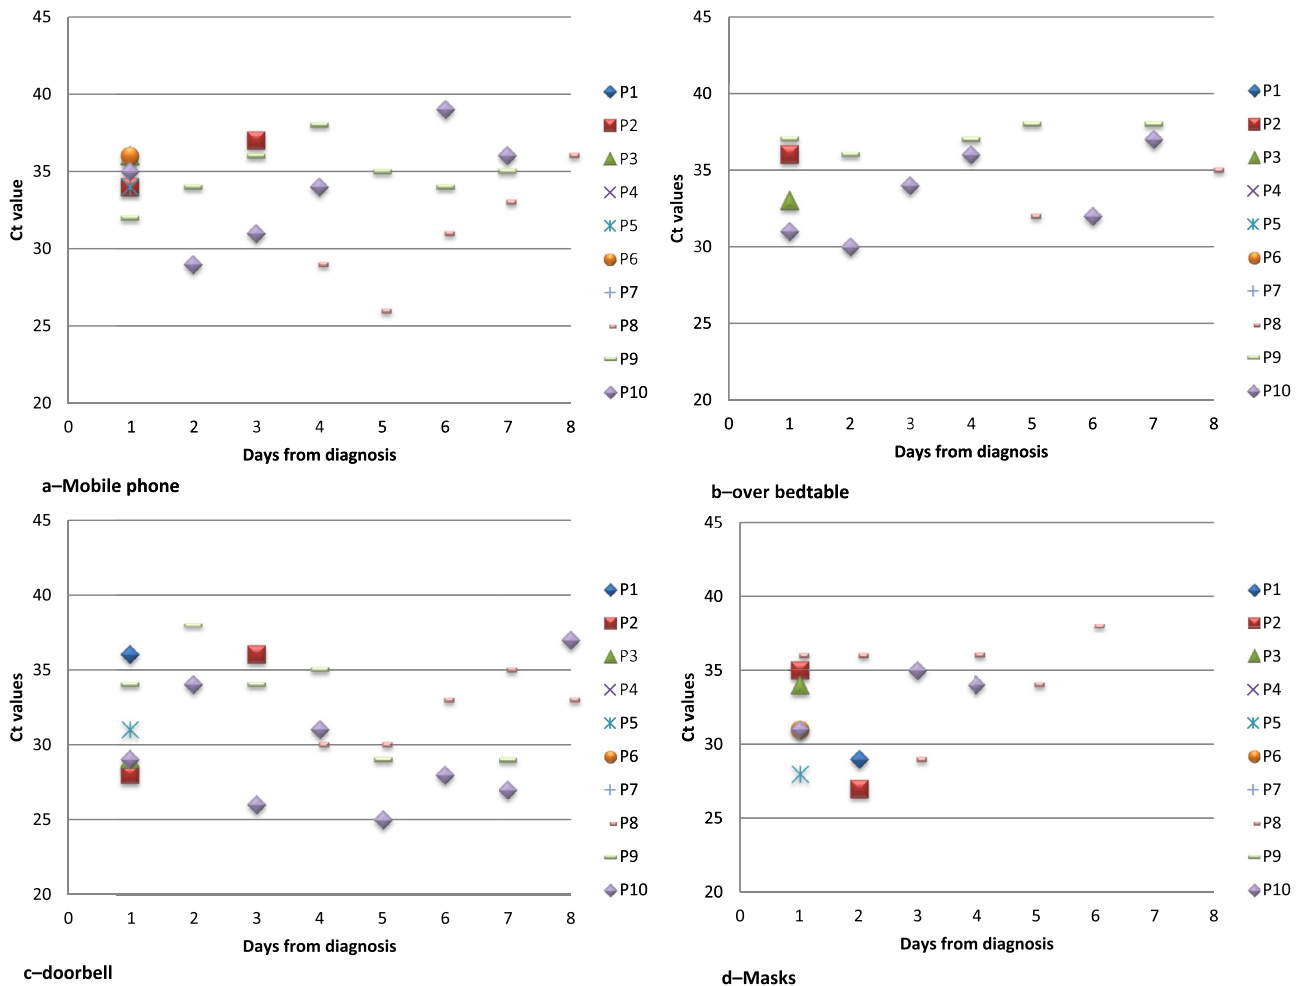 45
40
35
30
25
20
Ct value
0 1 2 3 4 5 6 7 8
Days from diagnosis
P1
P2
P3
P4
P5
P6
P7
P8
P9
P10
a–Mobile phone
45
40
35
30
25
20
Ct values
0 1 2 3 4 5 6 7 8
Days from diagnosis
P1
P2
P3
P4
P5
P6
P7
P8
P9
P10
b–over bedtable
45
40
35
30
25
20
Ct values
0 1 2 3 4 5 6 7 8
Days from diagnosis
P1
P2
P3
P4
P5
P6
P7
P8
P9
P10
c–doorbell
45
40
35
30
25
20
Ct values
0 1 2 3 4 5 6 7 8
Days from diagnosis
P1
P2
P3
P4
P5
P6
P7
P8
P9
P10
d–Masks